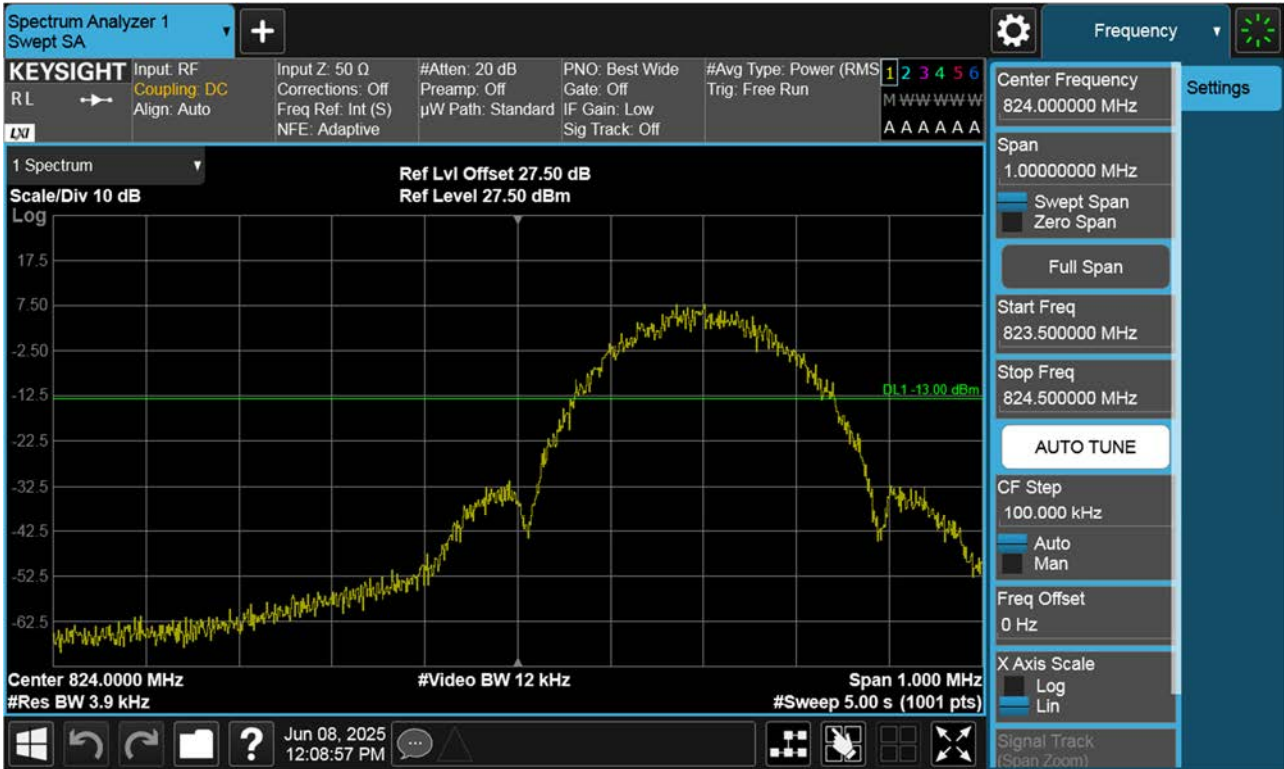 Spectrum Analyzer 1
Swept SA
+
Frequency
KEYSIGHT
RL
LXI
Input: RF
Coupling: DC
Align: Auto
Input Z: 50 Ω
Corrections: Off
Freq Ref: Int (S)
NFE: Adaptive
#Atten: 20 dB
Preamp: Off
µW Path: Standard
PNO: Best Wide
Gate: Off
IF Gain: Low
Sig Track: Off
#Avg Type: Power (RMS
Trig: Free Run
1 2 3 4 5 6
M W W W W W
A A A A A A
1 Spectrum
Scale/Div 10 dB
Log
Ref Lvl Offset 27.50 dB
Ref Level 27.50 dBm
17.5
7.50
-2.50
-12.5
-22.5
-32.5
-42.5
-52.5
-62.5
DL1 -13.00 dBm
Center 824.0000 MHz
#Res BW 3.9 kHz
#Video BW 12 kHz
Span 1.000 MHz
#Sweep 5.00 s (1001 pts)
?
Jun 08, 2025
12:08:57 PM
Center Frequency
824.000000 MHz
Span
1.00000000 MHz
Swept Span
Zero Span
Full Span
Start Freq
823.500000 MHz
Stop Freq
824.500000 MHz
AUTO TUNE
CF Step
100.000 kHz
Auto
Man
Freq Offset
0 Hz
X Axis Scale
Log
Lin
Signal Track
(Span Zoom)
Settings